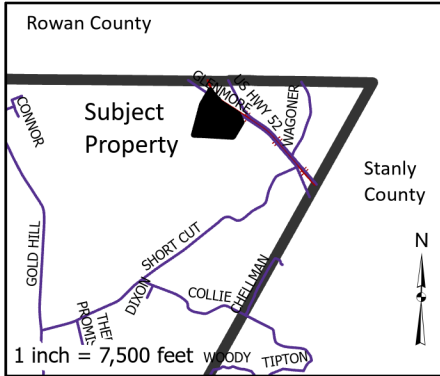 Rowan County
GLENMORE
US HWY 52
WAGONER
CONNOR
Subject
Property
Stanly
County
GOLD HILL
SHORT CUT
DIXON
THE
PROMIS
COLLIE
CHELLMAN
N
1 inch = 7,500 feet
WOODY
TIPTON